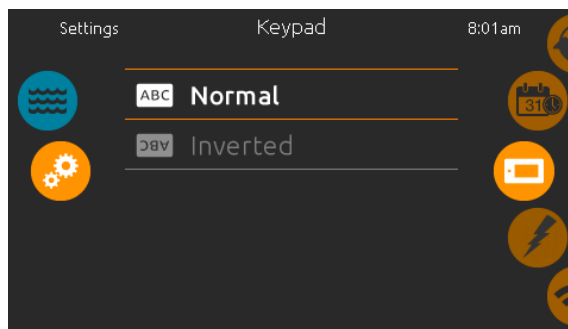 Settings
Keypad
8:01am
ABC Normal
ABC Inverted
31